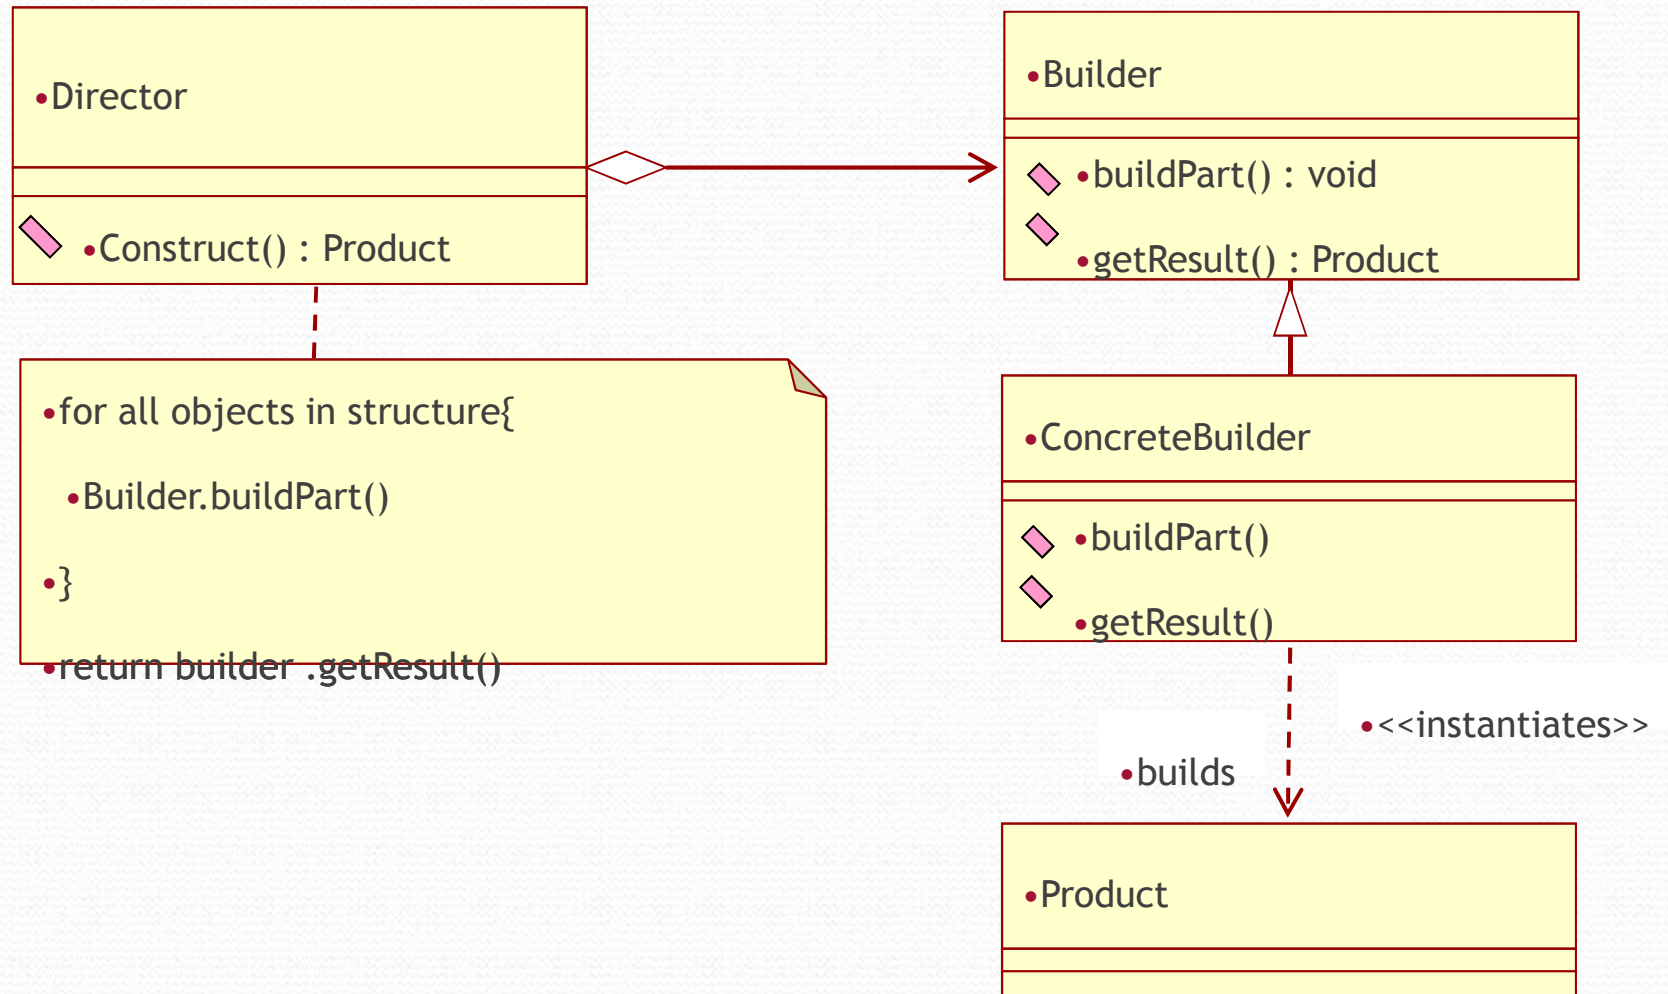 •Director
•Construct() : Product
•for all objects in structure{
•Builder.buildPart()
•}
•return builder .getResult()
•Builder
•buildPart() : void
•getResult() : Product
•ConcreteBuilder
•buildPart()
•getResult()
•<<instantiates>>
•builds
•Product